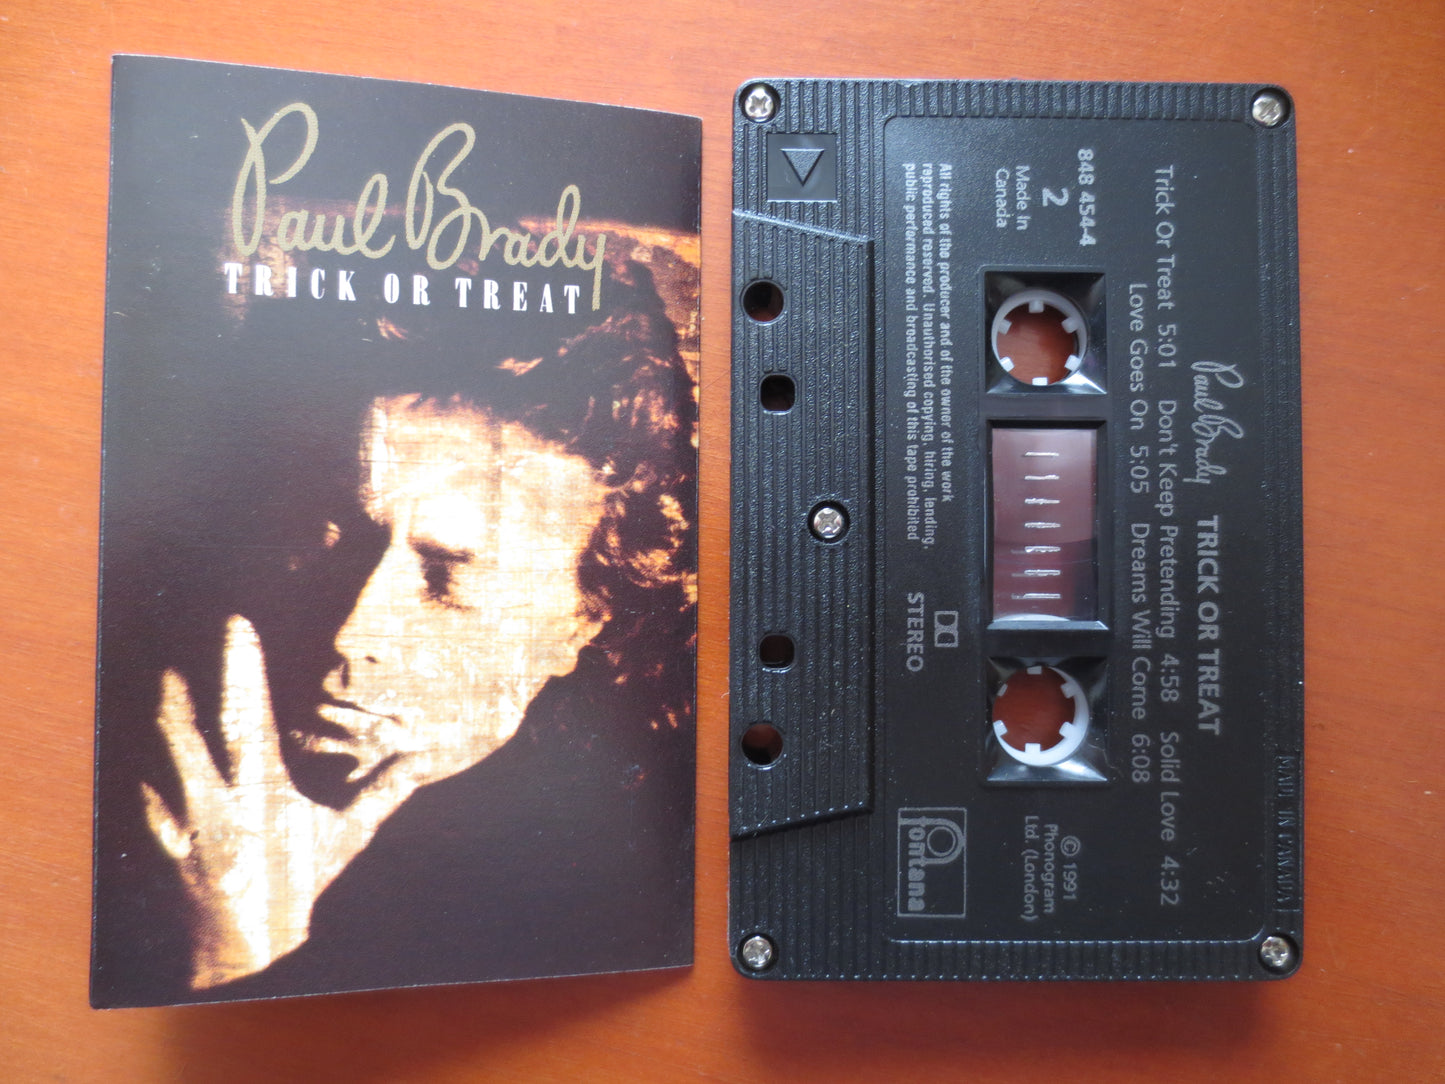 Paul Brady
TRICK OR TREAT
Paul Brady TRICK OR TREAT
Trick Or Treat 5:01 Don't Keep Pretending 4:58 Solid Love 4:32
Love Goes On 5:05 Dreams Will Come 6:08
848 454-4
2
Made In
Canada
℗ 1991
Phonogram
Ltd. (London)
All rights of the producer and of the owner of the work
reproduced reserved. Unauthorised copying, hiring, lending,
public performance and broadcasting of this tape prohibited
STEREO
fontana
MADE IN CANADA